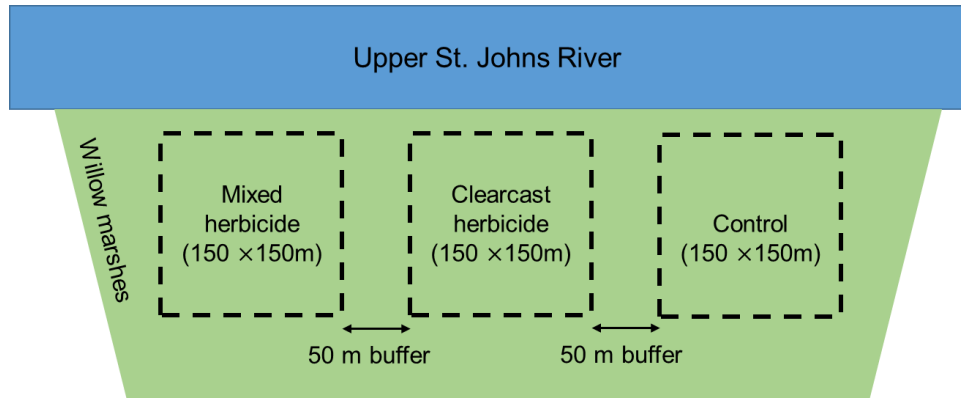 Upper St. Johns River
Willow marshes
Mixed
herbicide
(150 ×150m)
Clearcast
herbicide
(150 ×150m)
Control
(150 ×150m)
50 m buffer
50 m buffer